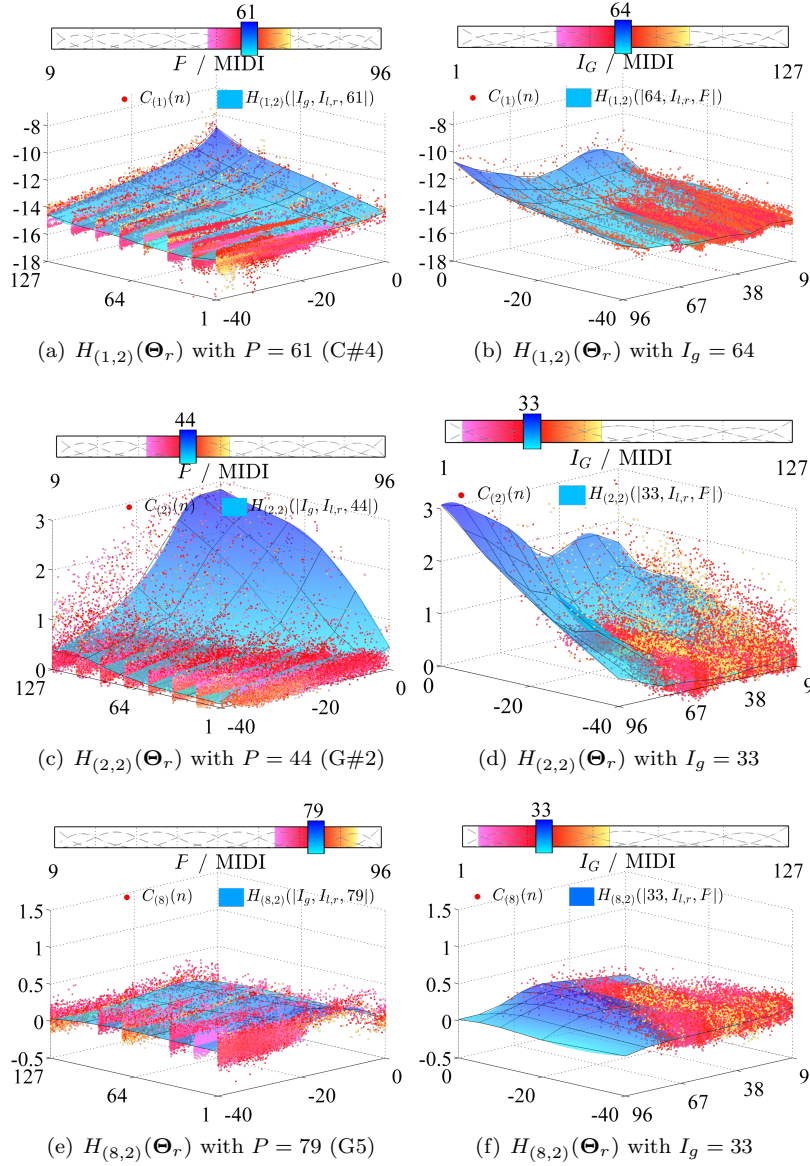 61
9 96
P / MIDI
C(1)(n) H(1,2)(|Ig, Il,r, 61|)
-8
-10
-12
-14
-16
-18
127 64 1 -40 -20 0
(a) H(1,2)(Θr) with P = 61 (C#4)
64
1 127
IG / MIDI
C(1)(n) H(1,2)(|64, Il,r, P|)
-8
-10
-12
-14
-16
-18
0 -20 -40 96 67 38 9
(b) H(1,2)(Θr) with Ig = 64
44
9 96
P / MIDI
C(2)(n) H(2,2)(|Ig, Il,r, 44|)
3
2
1
0
127 64 1 -40 -20 0
(c) H(2,2)(Θr) with P = 44 (G#2)
33
1 127
IG / MIDI
C(2)(n) H(2,2)(|33, Il,r, P|)
3
2
1
0
0 -20 -40 96 67 38 9
(d) H(2,2)(Θr) with Ig = 33
79
9 96
P / MIDI
C(8)(n) H(8,2)(|Ig, Il,r, 79|)
1.5
1
0.5
0
-0.5
127 64 1 -40 -20 0
(e) H(8,2)(Θr) with P = 79 (G5)
33
1 127
IG / MIDI
C(8)(n) H(8,2)(|33, Il,r, P|)
1.5
1
0.5
0
-0.5
0 -20 -40 96 67 38 9
(f) H(8,2)(Θr) with Ig = 33